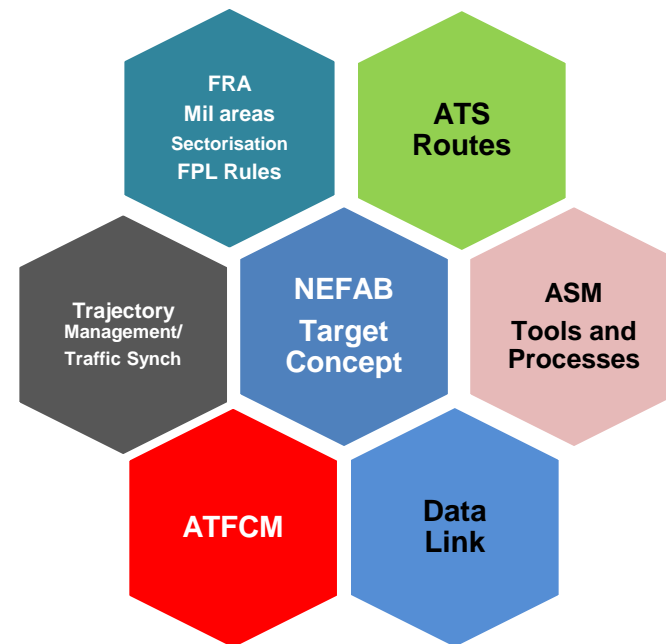 FRA
Mil areas
Sectorisation
FPL Rules
ATS
Routes
Trajectory
Management/
Traffic Synch
NEFAB
Target
Concept
ASM
Tools and
Processes
ATFCM
Data
Link